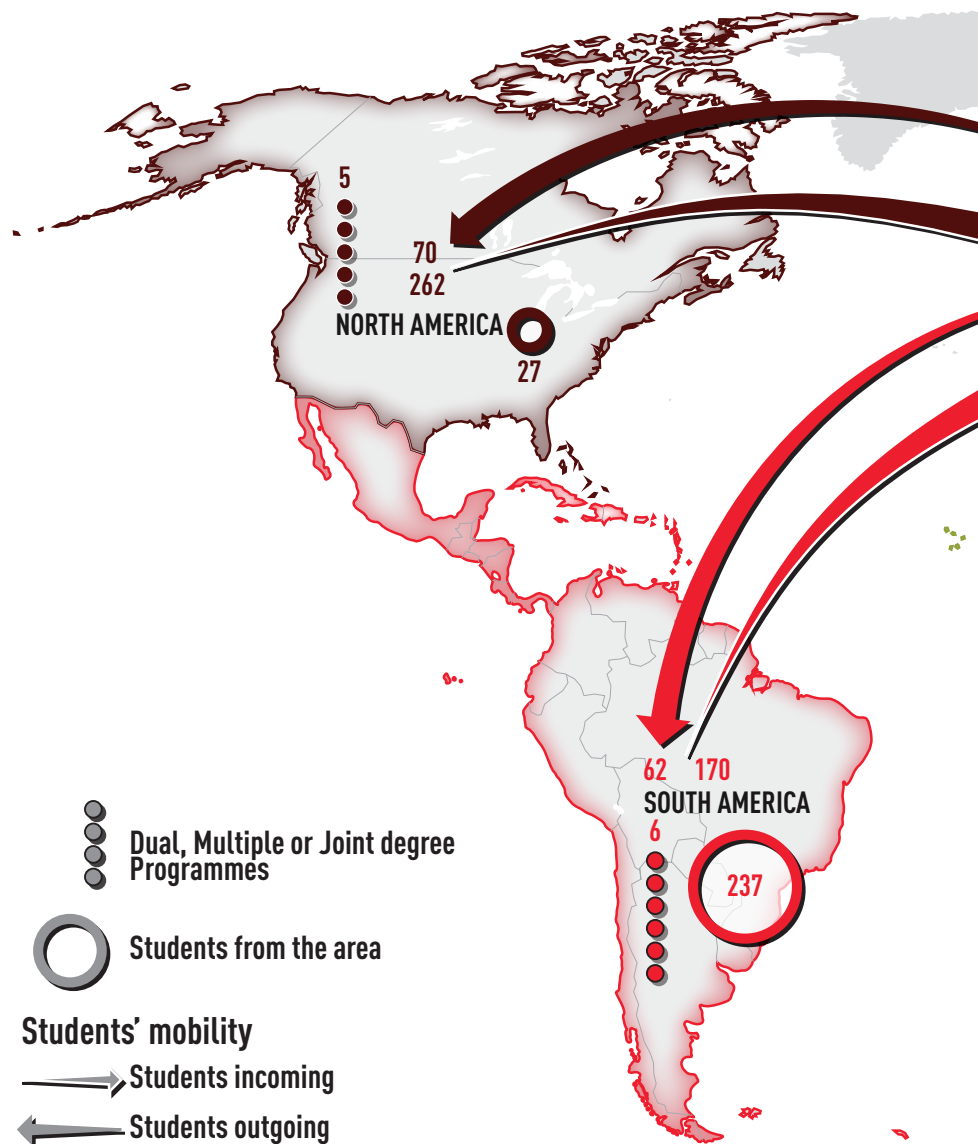 5
70
262
NORTH AMERICA
27
62 170
SOUTH AMERICA
6
237
Dual, Multiple or Joint degree
Programmes
Students from the area
Students' mobility
Students incoming
Students outgoing